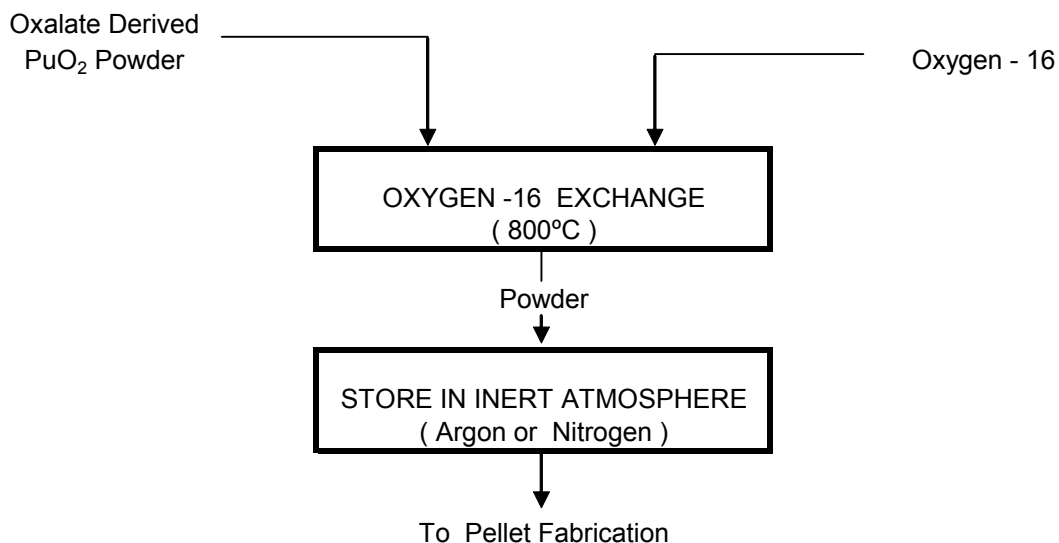 Oxalate Derived
PuO₂ Powder
Oxygen - 16
OXYGEN -16 EXCHANGE
( 800ºC )
Powder
STORE IN INERT ATMOSPHERE
( Argon or Nitrogen )
To Pellet Fabrication